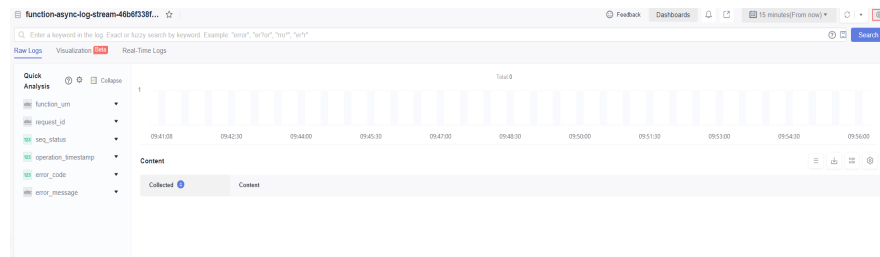 function-async-log-stream-46b6f338f...
Feedback
Dashboards
15 minutes(From now)
Enter a keyword in the log. Exact or fuzzy search by keyword. Example: "error", "er?or", "rro*", "er*r"
Search
Raw Logs
Visualization Beta
Real-Time Logs
Quick Analysis
Collapse
Total 0
1
function_urn
request_id
seq_status
operation_timestamp
error_code
error_message
09:41:08
09:42:30
09:44:00
09:45:30
09:47:00
09:48:30
09:50:00
09:51:30
09:53:00
09:54:30
09:56:00
Content
Collected
Content